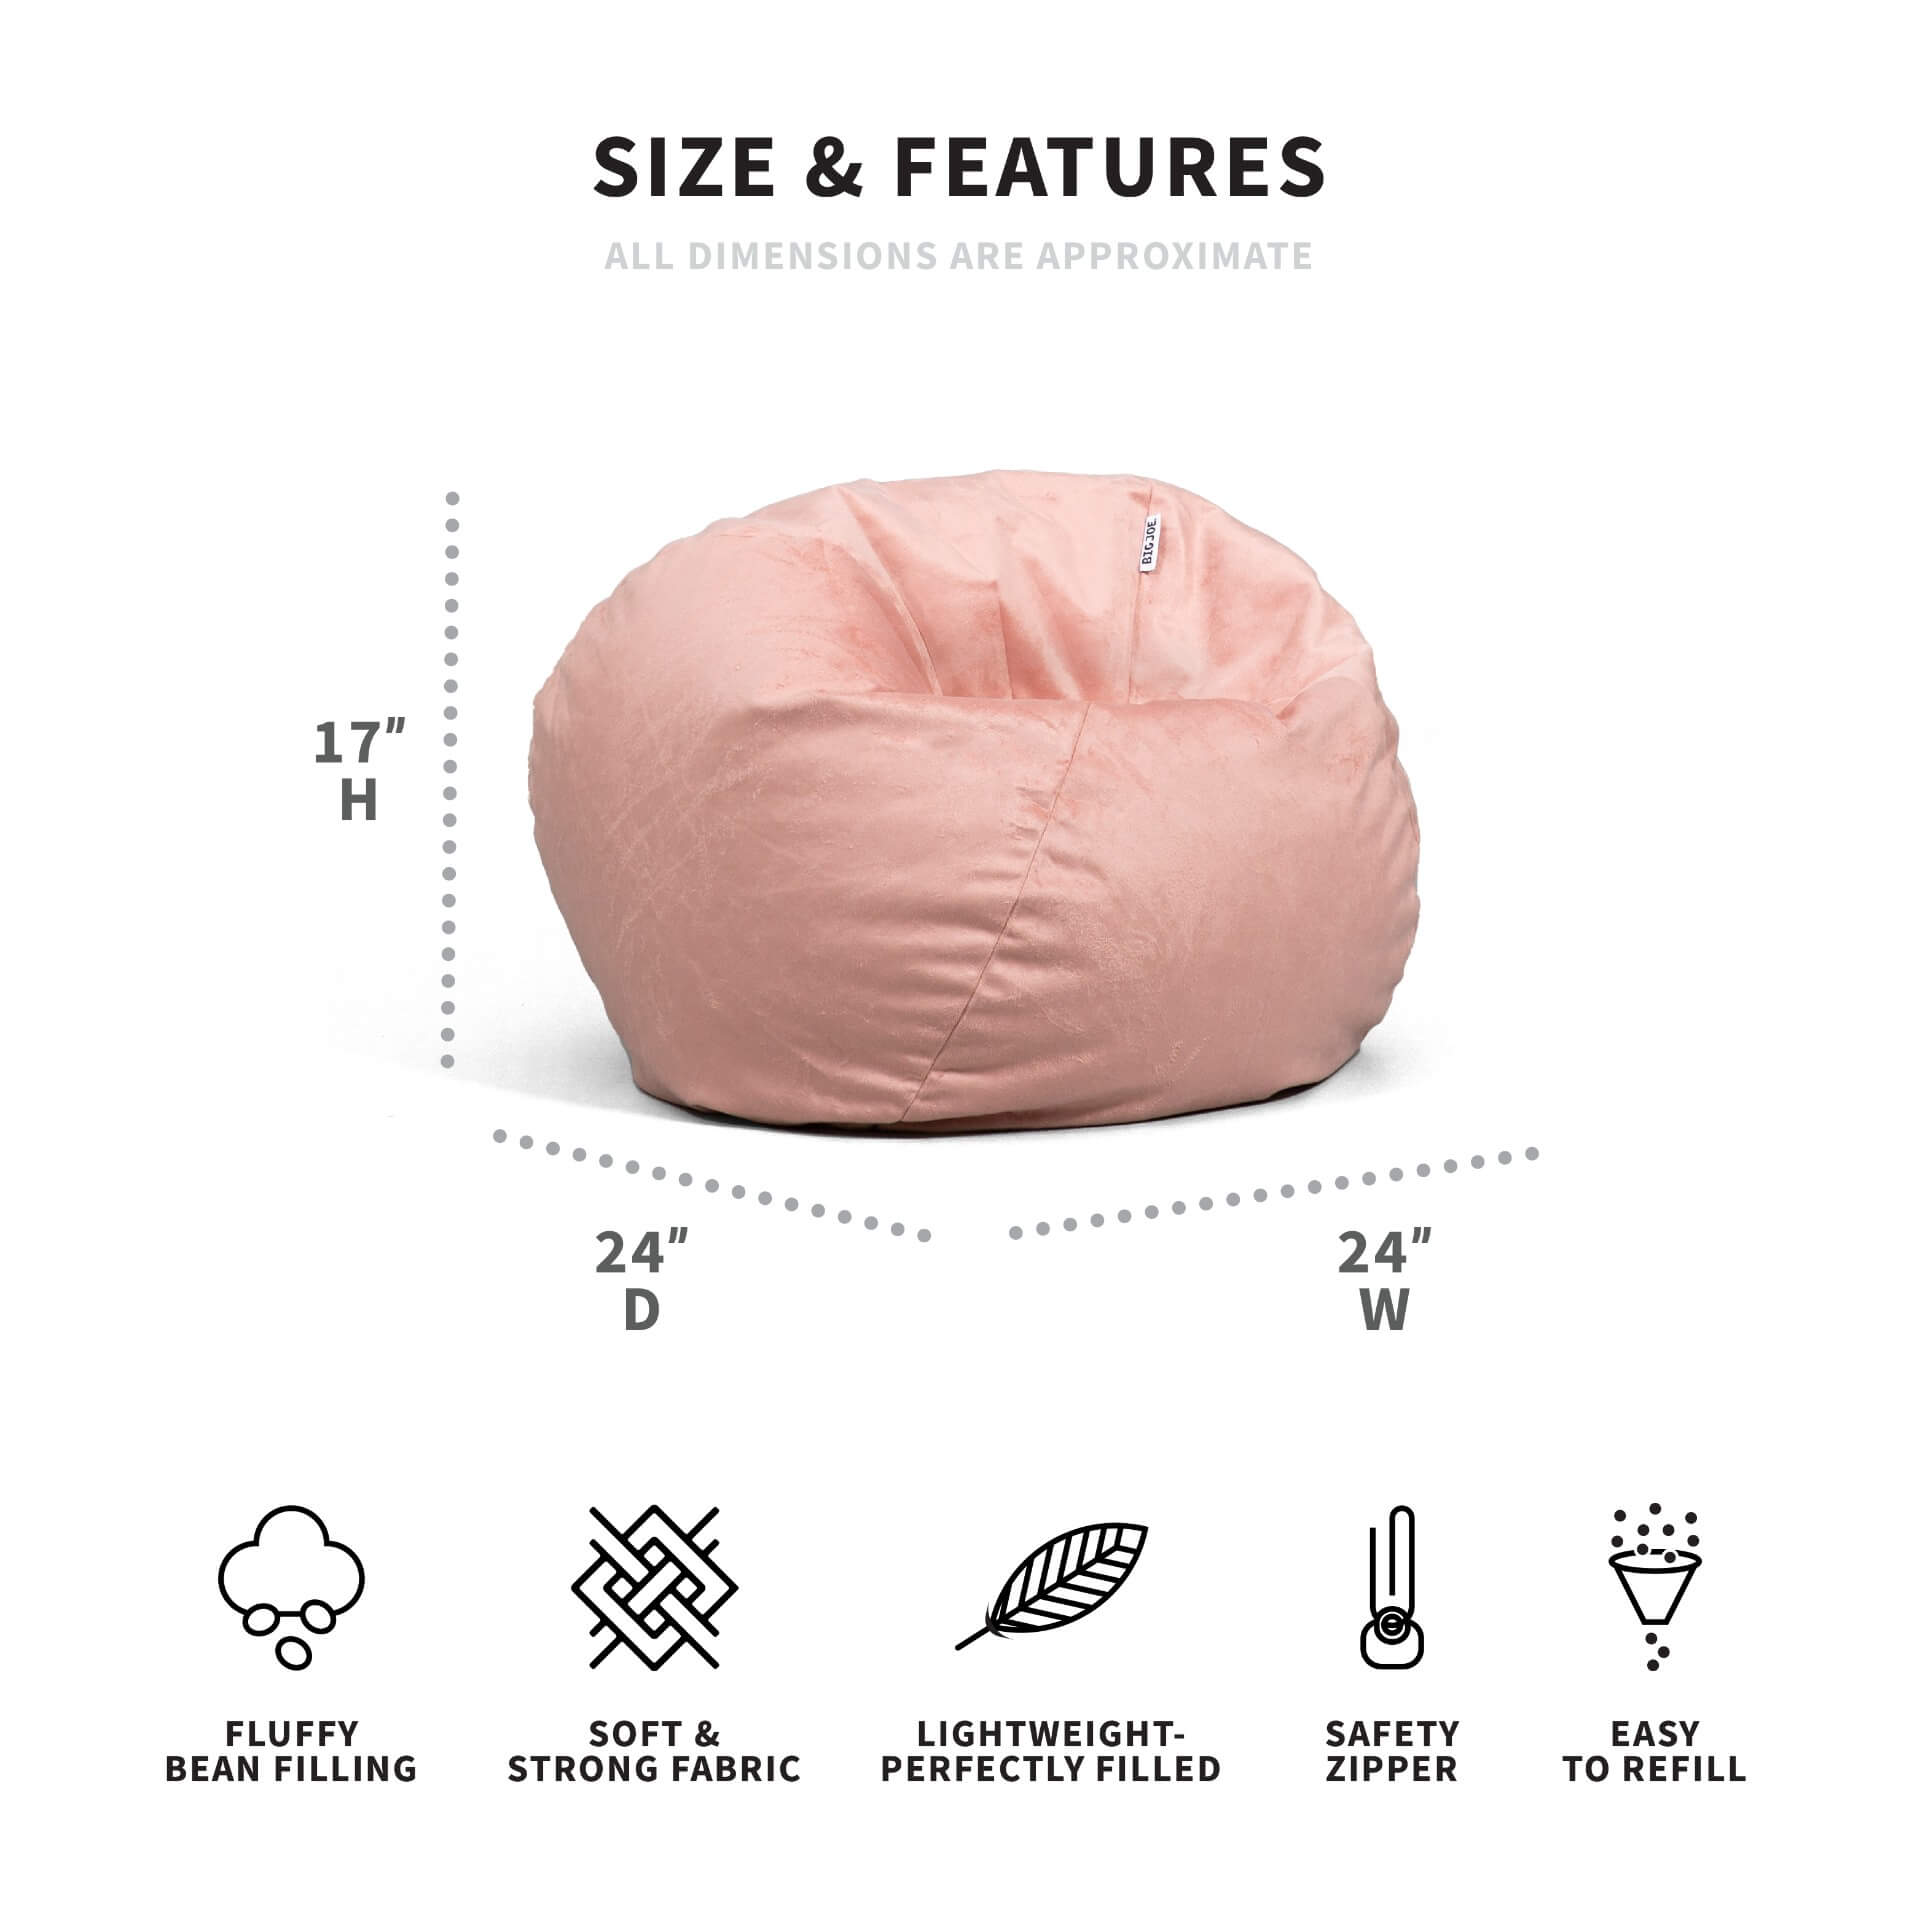 SIZE & FEATURES
ALL DIMENSIONS ARE APPROXIMATE
BIGJOE
17"
H
24"
D
24"
W
FLUFFY
BEAN FILLING
SOFT &
STRONG FABRIC
LIGHTWEIGHT-
PERFECTLY FILLED
SAFETY
ZIPPER
EASY
TO REFILL